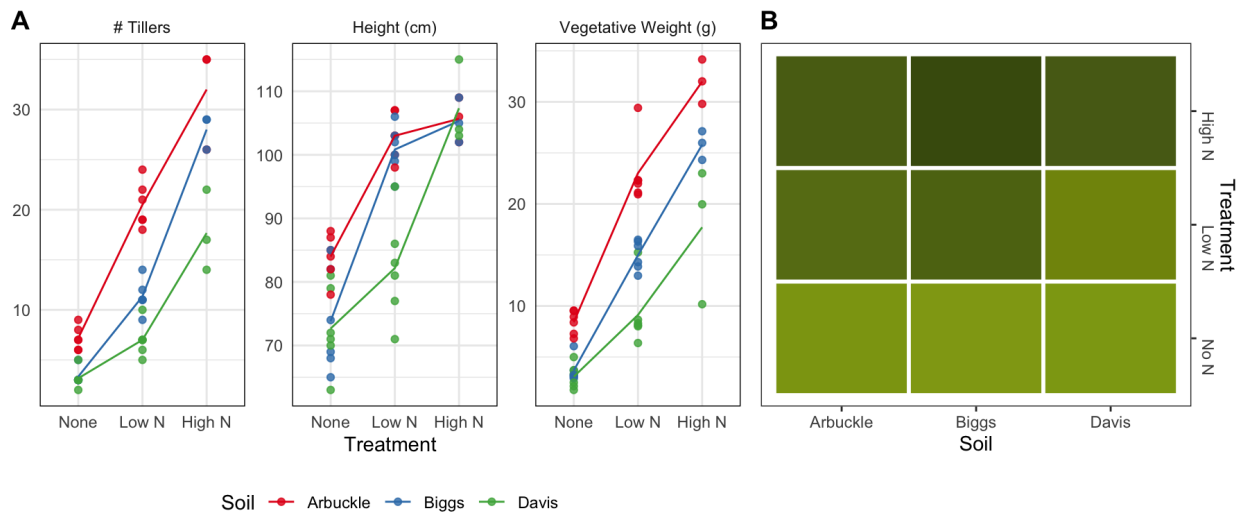 A
# Tillers
Height (cm)
Vegetative Weight (g)
B
30
20
10
110
100
90
80
70
30
20
10
None Low N High N
None Low N High N
None Low N High N
Treatment
High N
Low N
No N
Treatment
Arbuckle Biggs Davis
Soil
Soil Arbuckle Biggs Davis